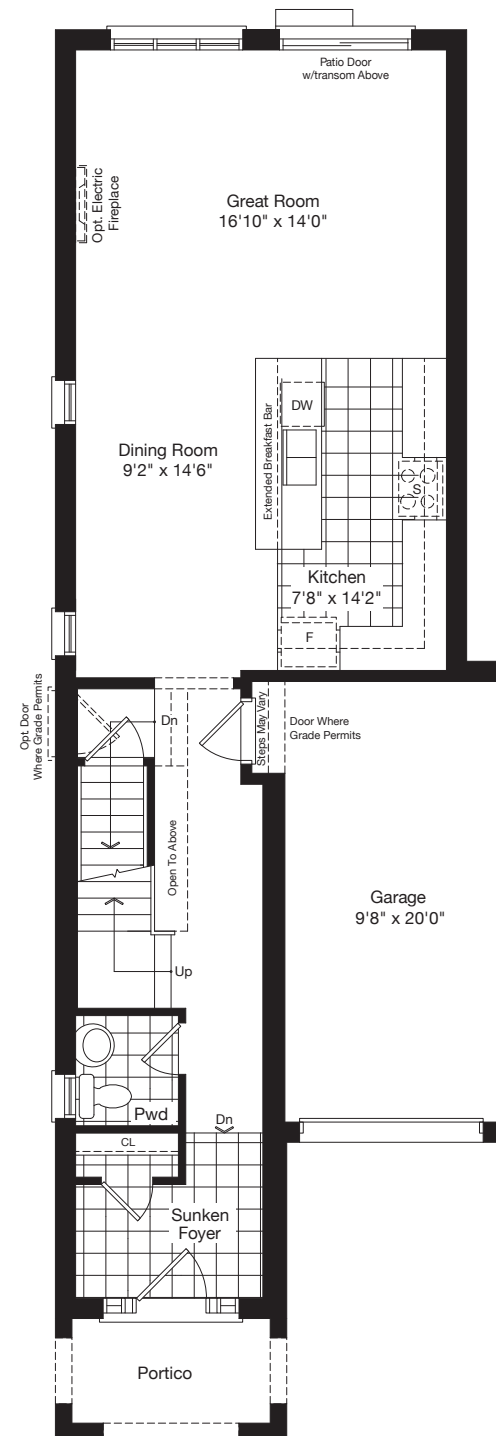 Patio Door
w/transom Above
Opt. Electric
Fireplace
Great Room
16'10" x 14'0"
DW
Extended Breakfast Bar
Dining Room
9'2" x 14'6"
S
Kitchen
7'8" x 14'2"
F
Opt Door
Where Grade Permits
Dn
Steps May Vary
Door Where
Grade Permits
Open To Above
Garage
9'8" x 20'0"
Up
Pwd
Dn
CL
Sunken
Foyer
Portico